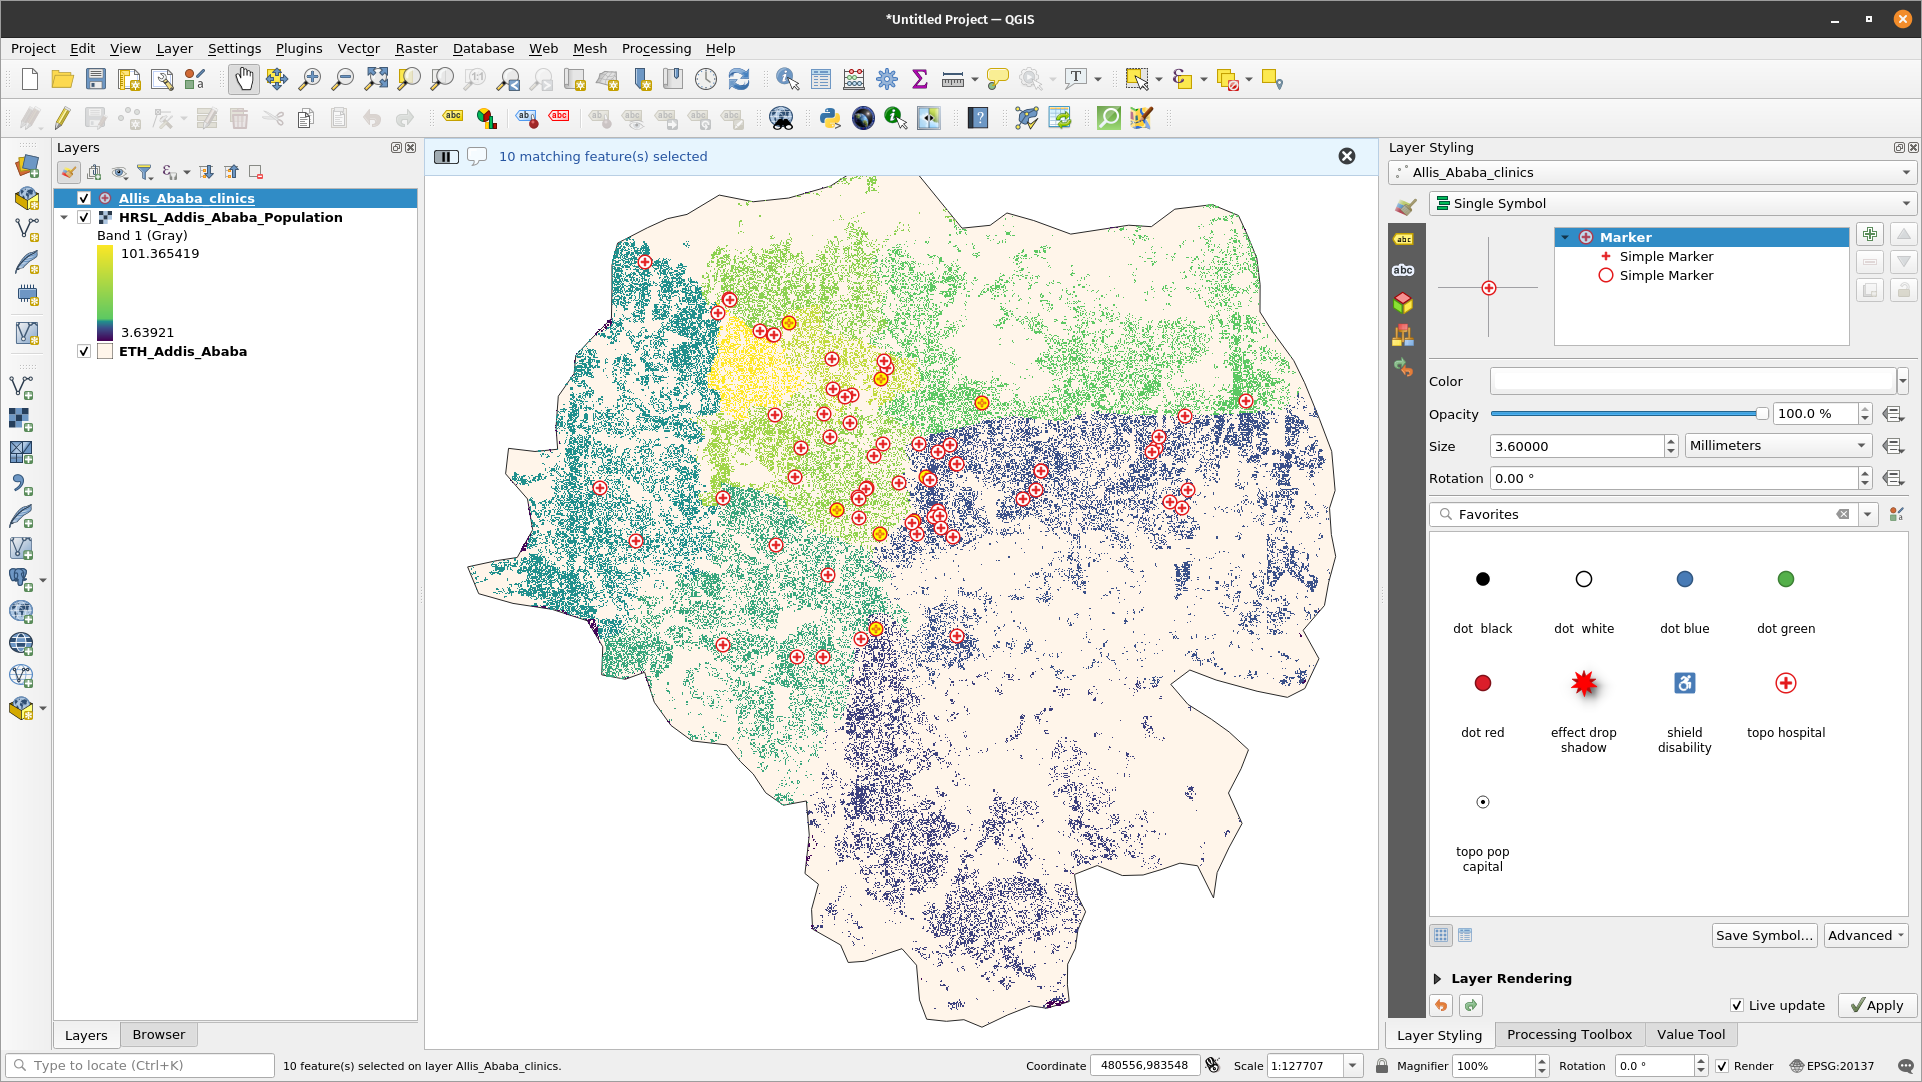 *Untitled Project — QGIS
Project Edit View Layer Settings Plugins Vector Raster Database Web Mesh Processing Help
Layers
Allis_Ababa_clinics
HRSL_Addis_Ababa_Population
Band 1 (Gray)
101.365419
3.63921
ETH_Addis_Ababa
Layers Browser
10 matching feature(s) selected
Layer Styling
Allis_Ababa_clinics
Single Symbol
Marker
Simple Marker
Simple Marker
Color
Opacity 100.0 %
Size 3.60000 Millimeters
Rotation 0.00 °
Favorites
dot black dot white dot blue dot green
dot red effect drop shadow shield disability topo hospital
topo pop capital
Save Symbol... Advanced
Layer Rendering
Live update Apply
Layer Styling Processing Toolbox Value Tool
Type to locate (Ctrl+K) 10 feature(s) selected on layer Allis_Ababa_clinics. Coordinate 480556,983548 Scale 1:127707 Magnifier 100% Rotation 0.0 ° Render EPSG:20137